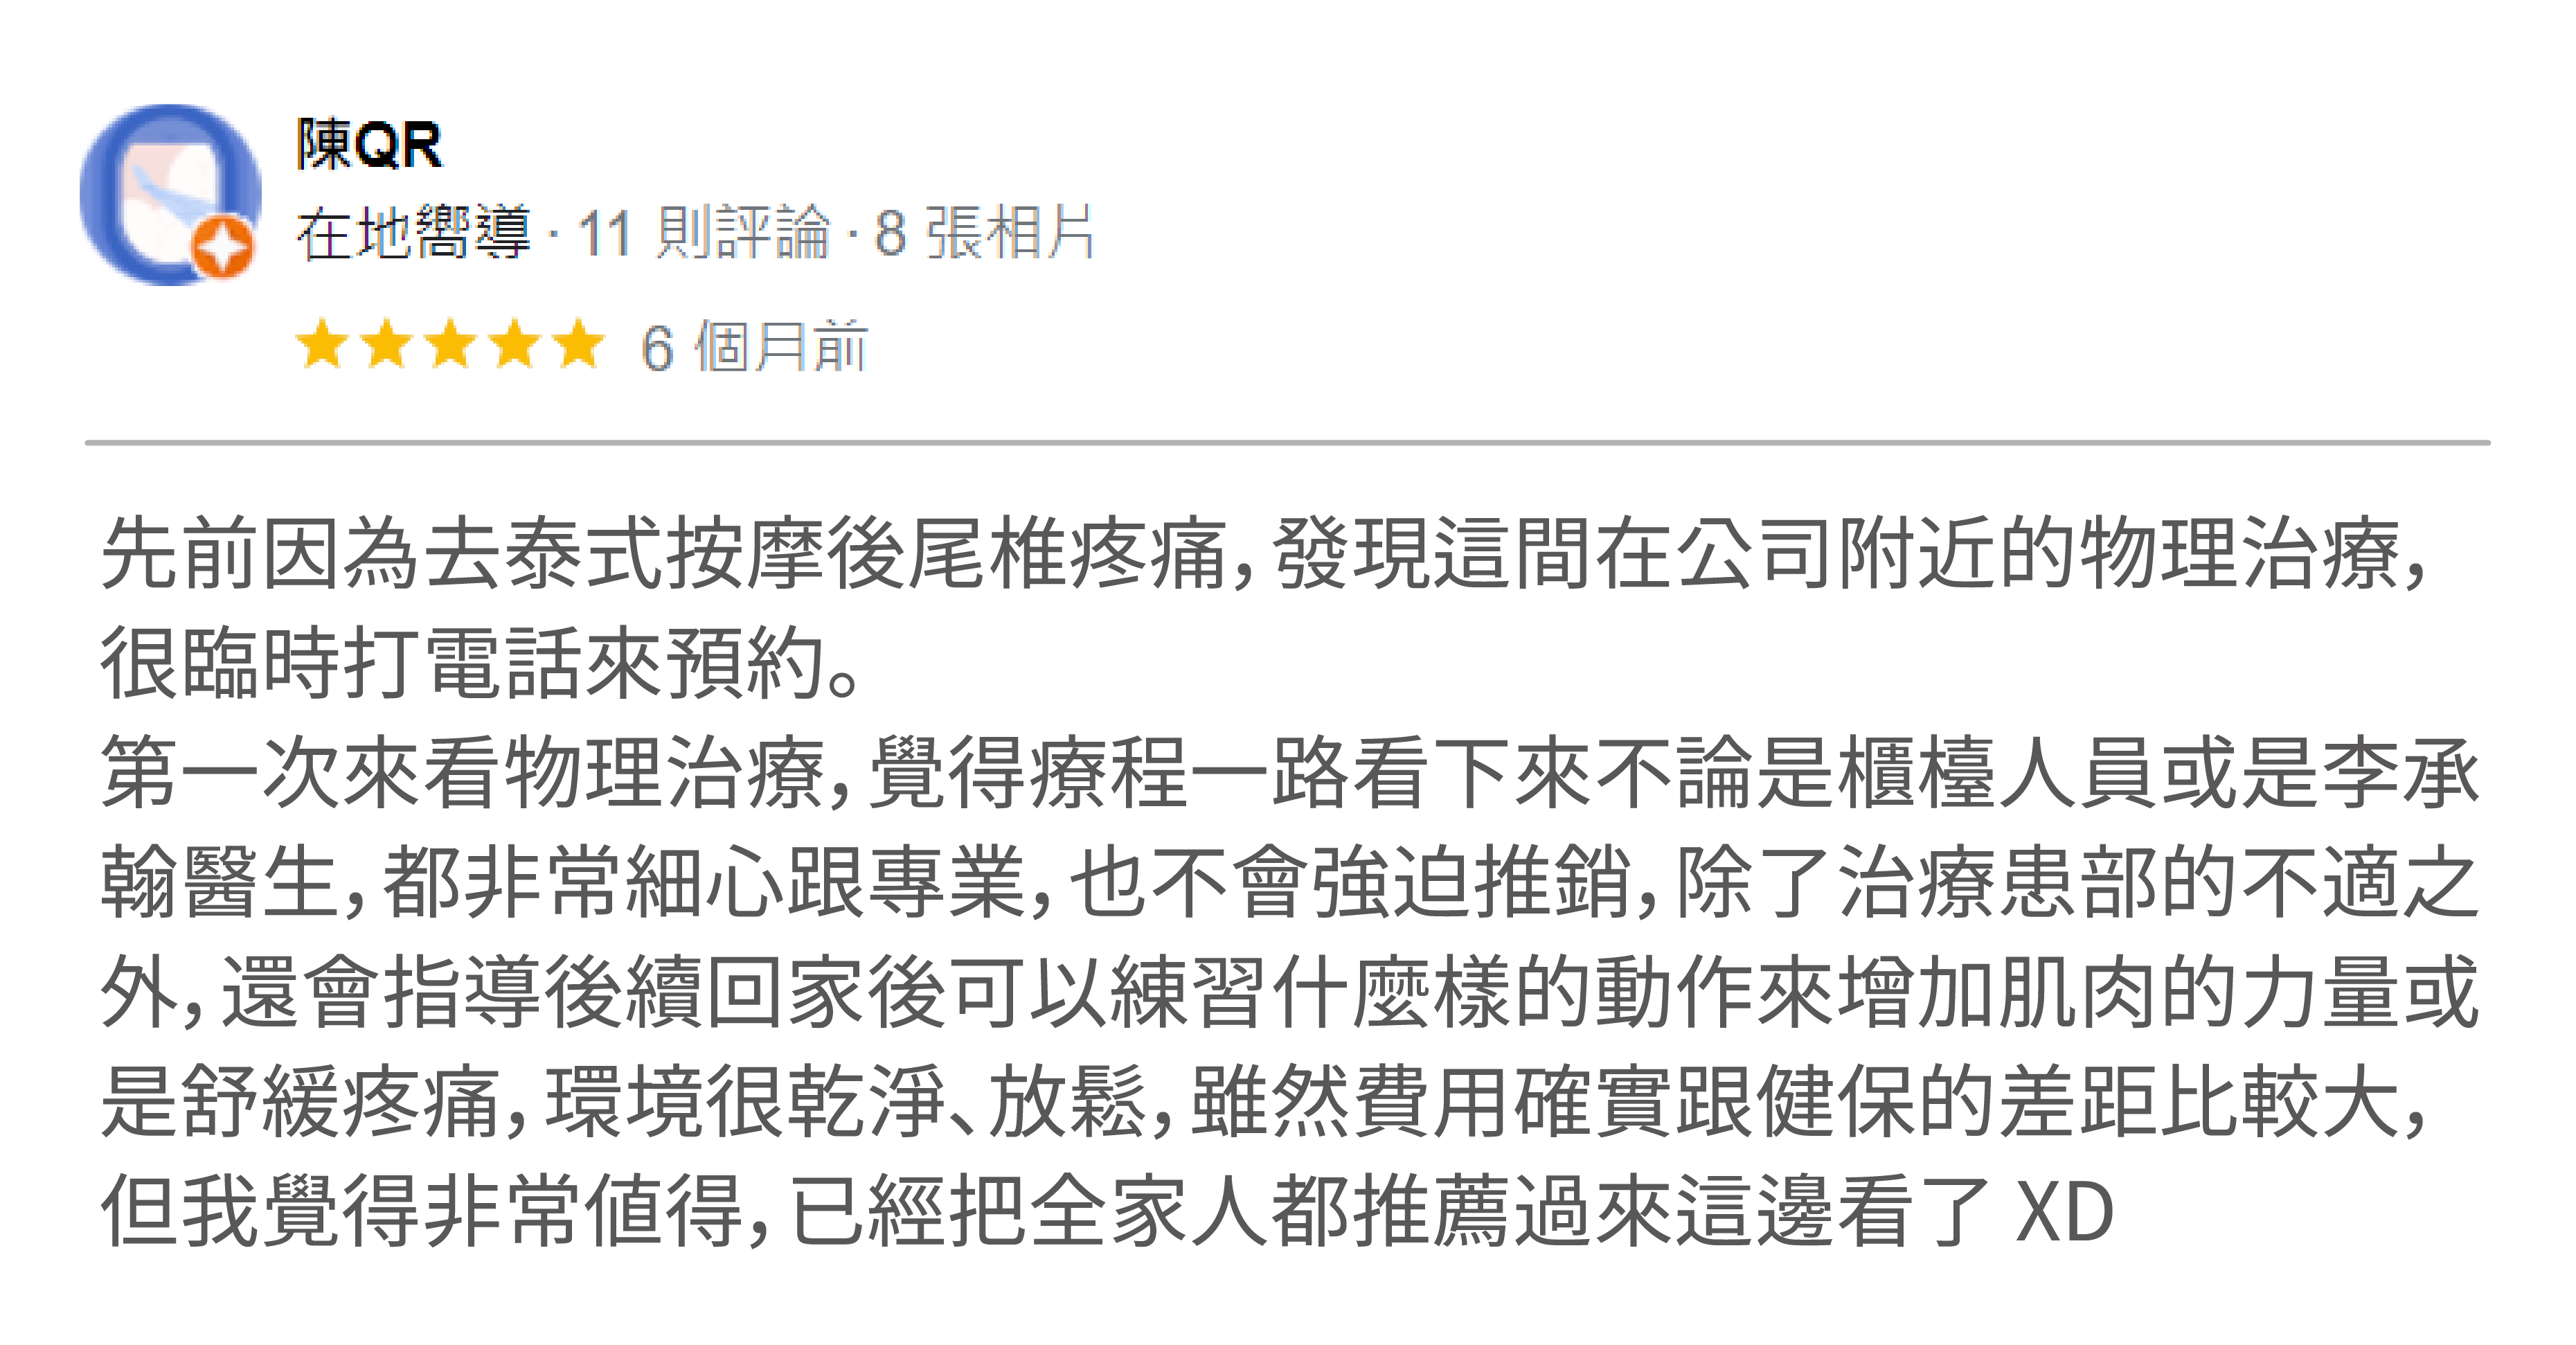 陳QR
在地嚮導 · 11 則評論 · 8 張相片
6 個月前
先前因為去泰式按摩後尾椎疼痛，發現這間在公司附近的物理治療，
很臨時打電話來預約。
第一次來看物理治療，覺得療程一路看下來不論是櫃檯人員或是李承
翰醫生，都非常細心跟專業，也不會強迫推銷，除了治療患部的不適之
外，還會指導後續回家後可以練習什麼樣的動作來增加肌肉的力量或
是舒緩疼痛，環境很乾淨、放鬆，雖然費用確實跟健保的差距比較大，
但我覺得非常值得，已經把全家人都推薦過來這邊看了 XD